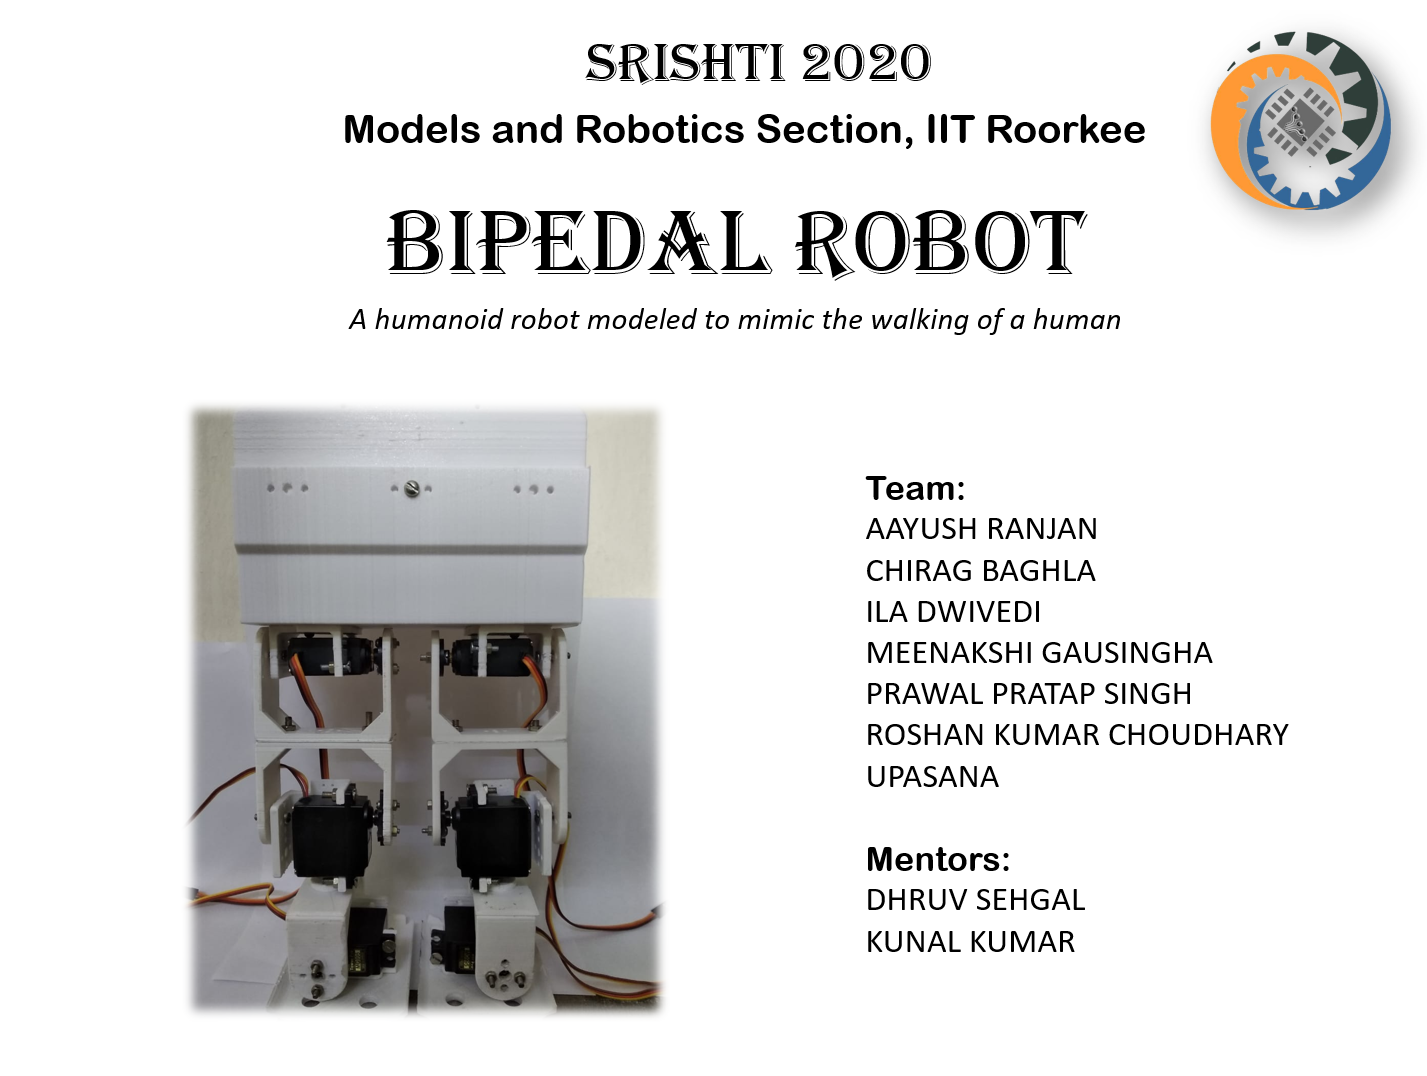 SRISHTI 2020
Models and Robotics Section, IIT Roorkee
BIPEDAL ROBOT
A humanoid robot modeled to mimic the walking of a human
Team:
AAYUSH RANJAN
CHIRAG BAGHLA
ILA DWIVEDI
MEENAKSHI GAUSINGHA
PRAWAL PRATAP SINGH
ROSHAN KUMAR CHOUDHARY
UPASANA
Mentors:
DHRUV SEHGAL
KUNAL KUMAR